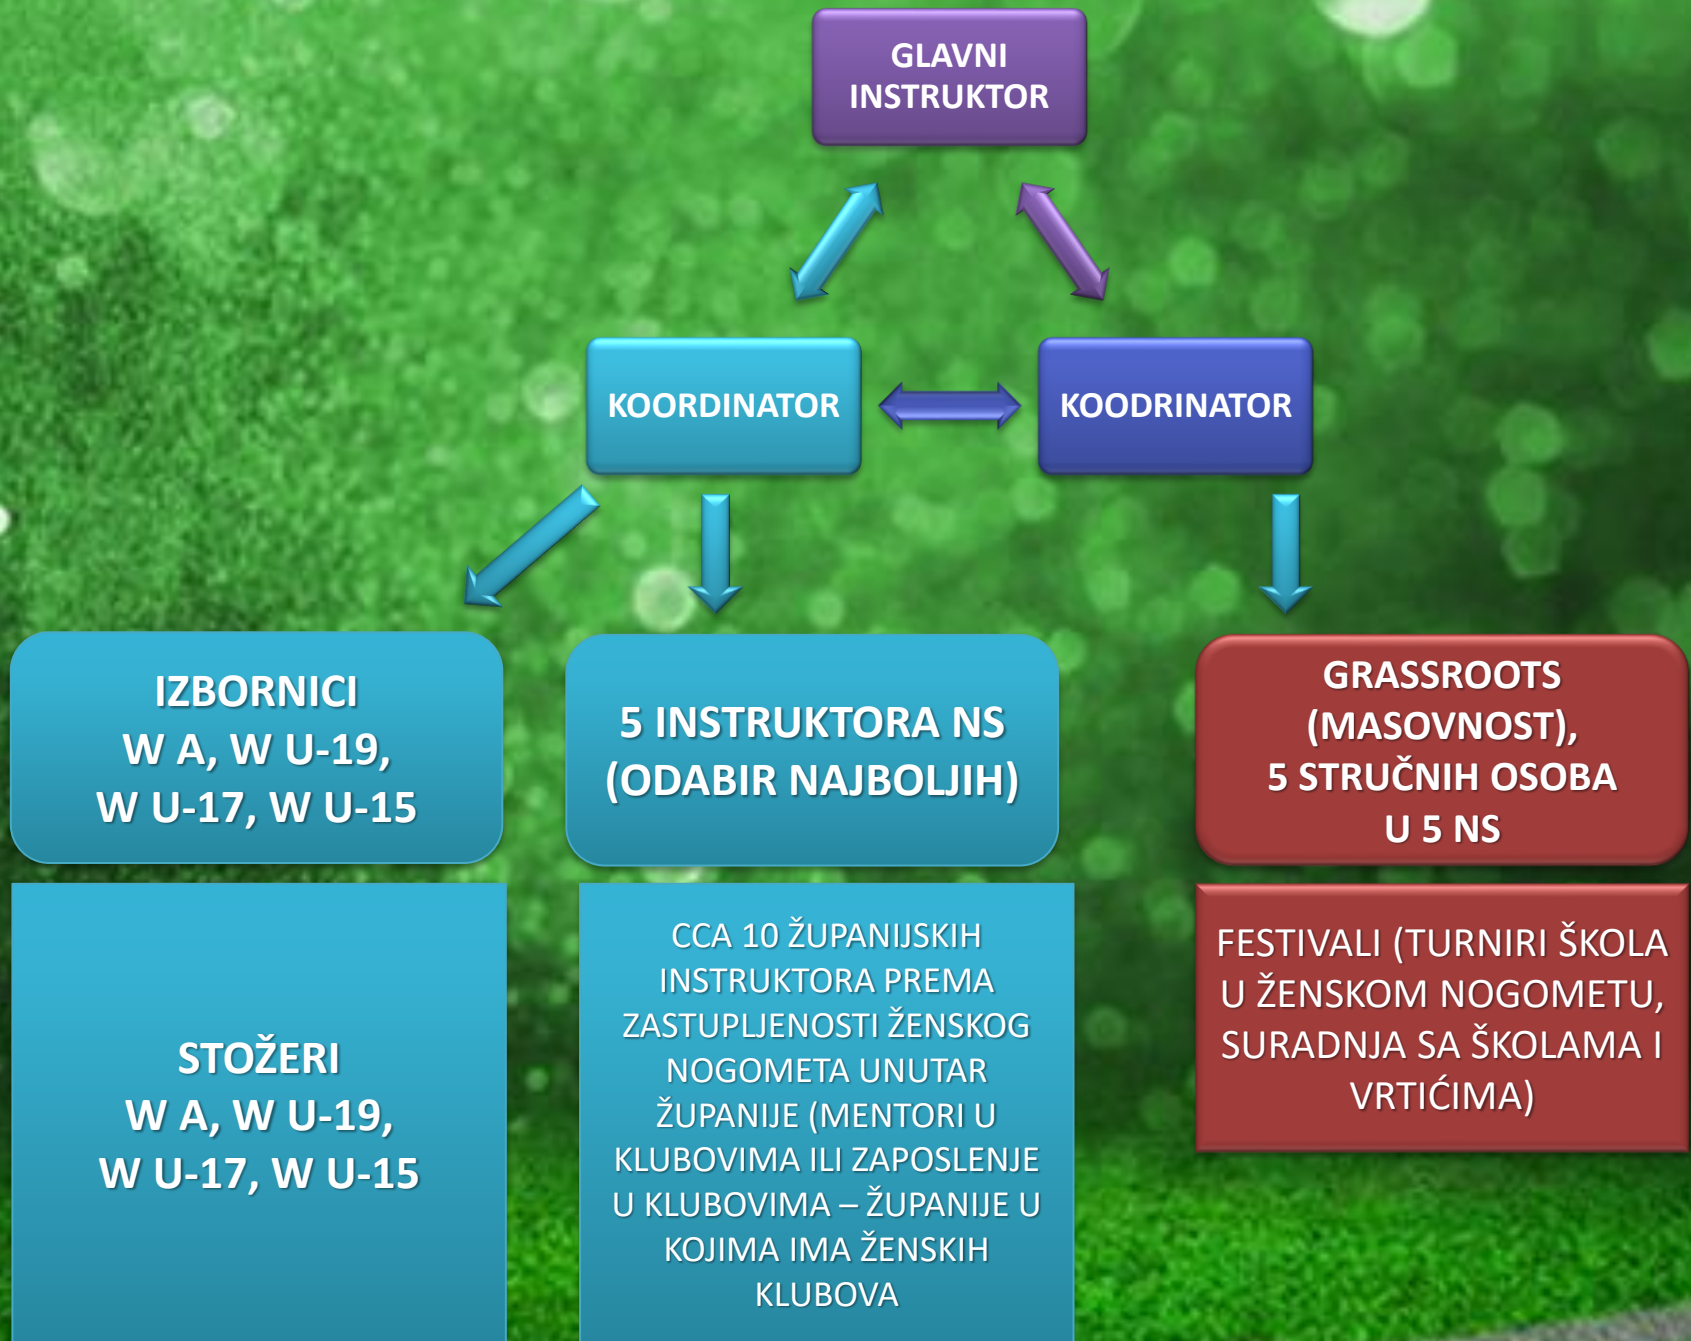 GLAVNI
INSTRUKTOR
KOORDINATOR
KOODRINATOR
IZBORNICI
W A, W U-19,
W U-17, W U-15
5 INSTRUKTORA NS
(ODABIR NAJBOLJIH)
GRASSROOTS
(MASOVNOST),
5 STRUČNIH OSOBA
U 5 NS
STOŽERI
W A, W U-19,
W U-17, W U-15
CCA 10 ŽUPANIJSKIH
INSTRUKTORA PREMA
ZASTUPLJENOSTI ŽENSKOG
NOGOMETA UNUTAR
ŽUPANIJE (MENTORI U
KLUBOVIMA ILI ZAPOSLENJE
U KLUBOVIMA – ŽUPANIJE U
KOJIMA IMA ŽENSKIH
KLUBOVA
FESTIVALI (TURNIRI ŠKOLA
U ŽENSKOM NOGOMETU,
SURADNJA SA ŠKOLAMA I
VRTIĆIMA)